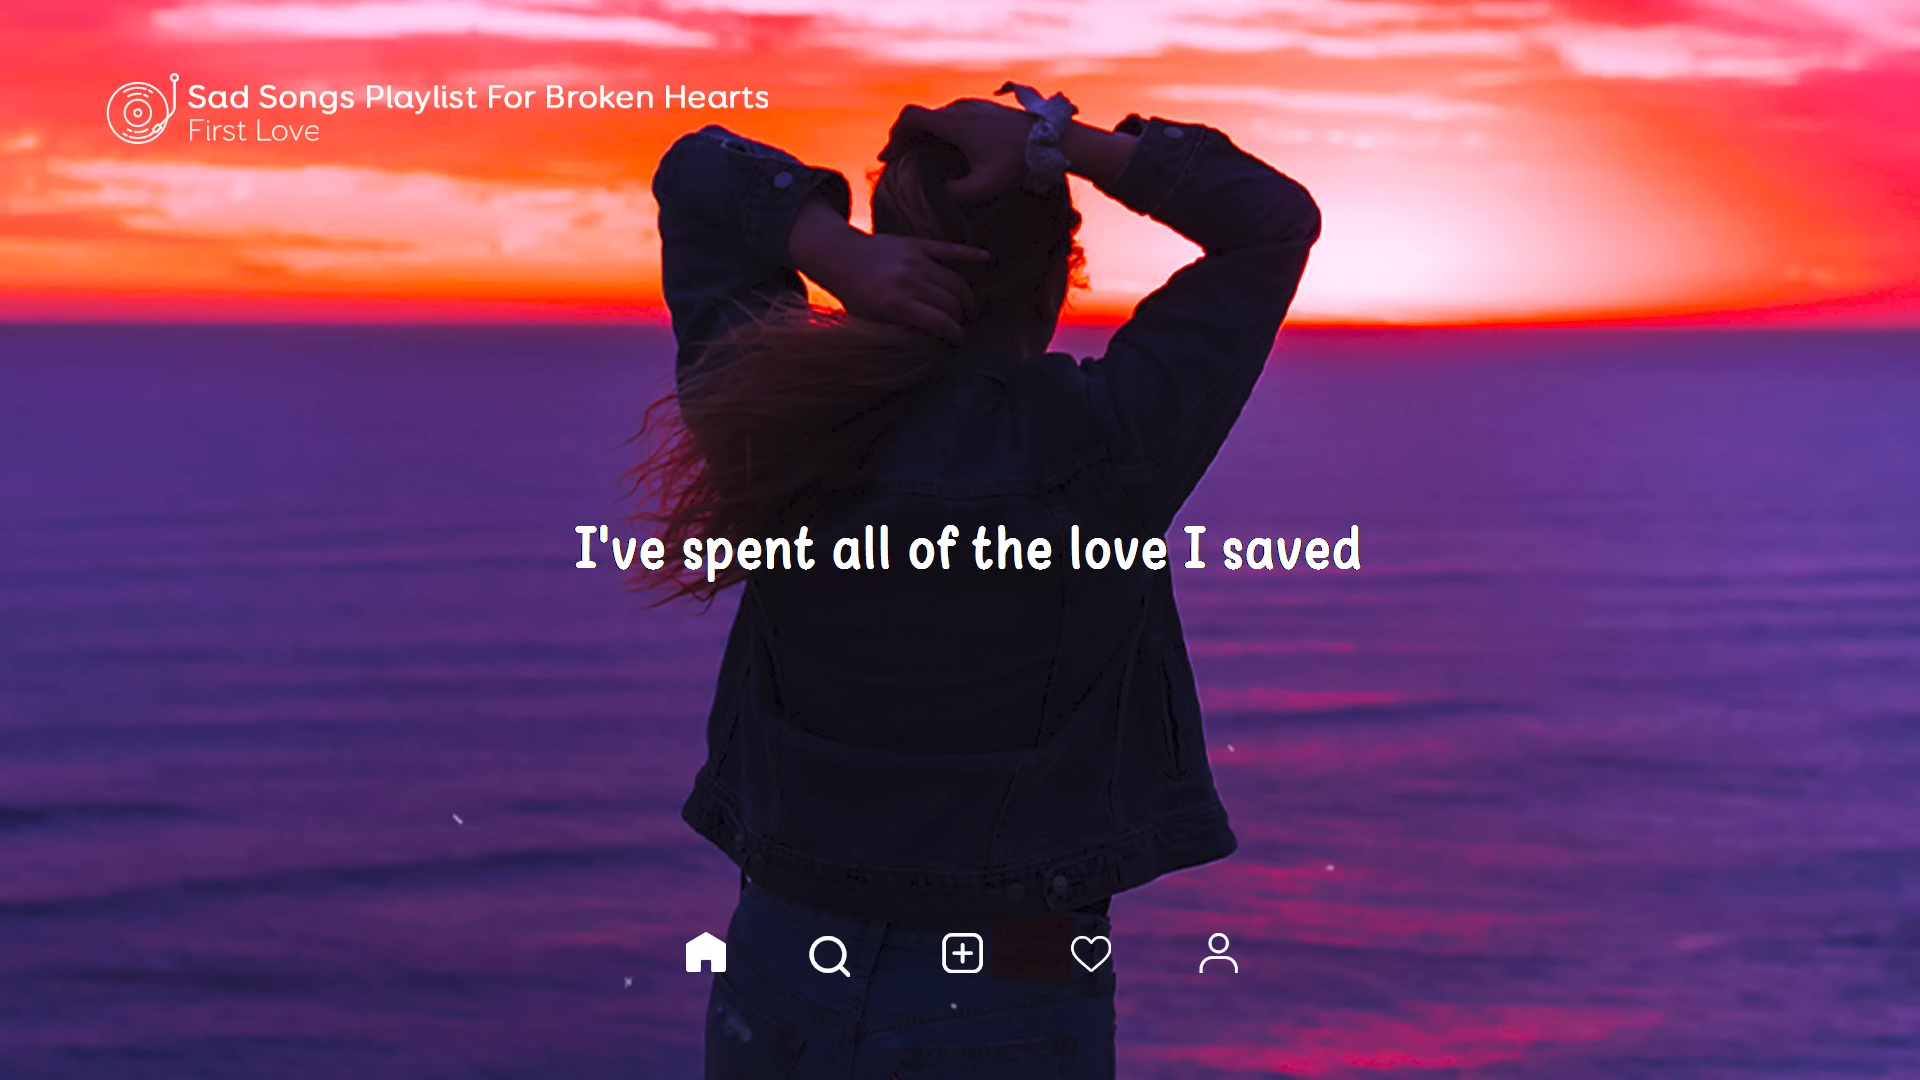 Sad Songs Playlist For Broken Hearts
First Love
I've spent all of the love I saved